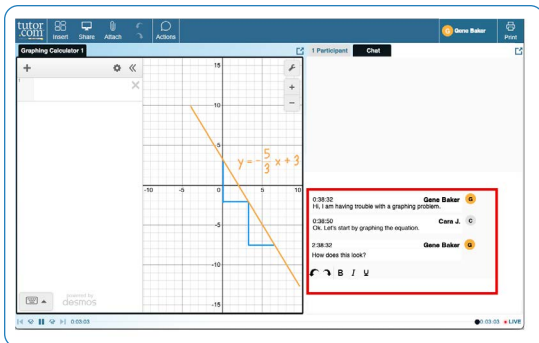 tutor
.com
Insert
Share
Attach
Actions
Gene Baker
Print
Graphing Calculator 1
1 Participant
Chat
1
15
10
y = -5/3 x + 3
-10
-5
0
5
10
-5
-10
-15
powered by
desmos
0:38:32 Gene Baker G
Hi, I am having trouble with a graphing problem.
0:38:50 Cara J. C
Ok. Let's start by graphing the equation.
2:38:32 Gene Baker G
How does this look?
B I U
0:03:03
0:03:03 LIVE